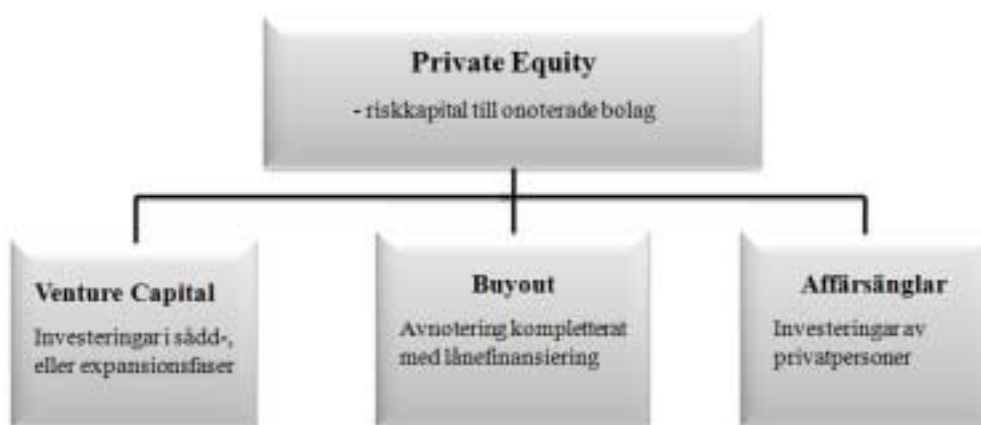 Private Equity
- riskkapital till onoterade bolag
Venture Capital
Investeringar i sådd-,
eller expansionsfaser
Buyout
Avnotering kompletterat
med lånefinansiering
Affärsänglar
Investeringar av
privatpersoner